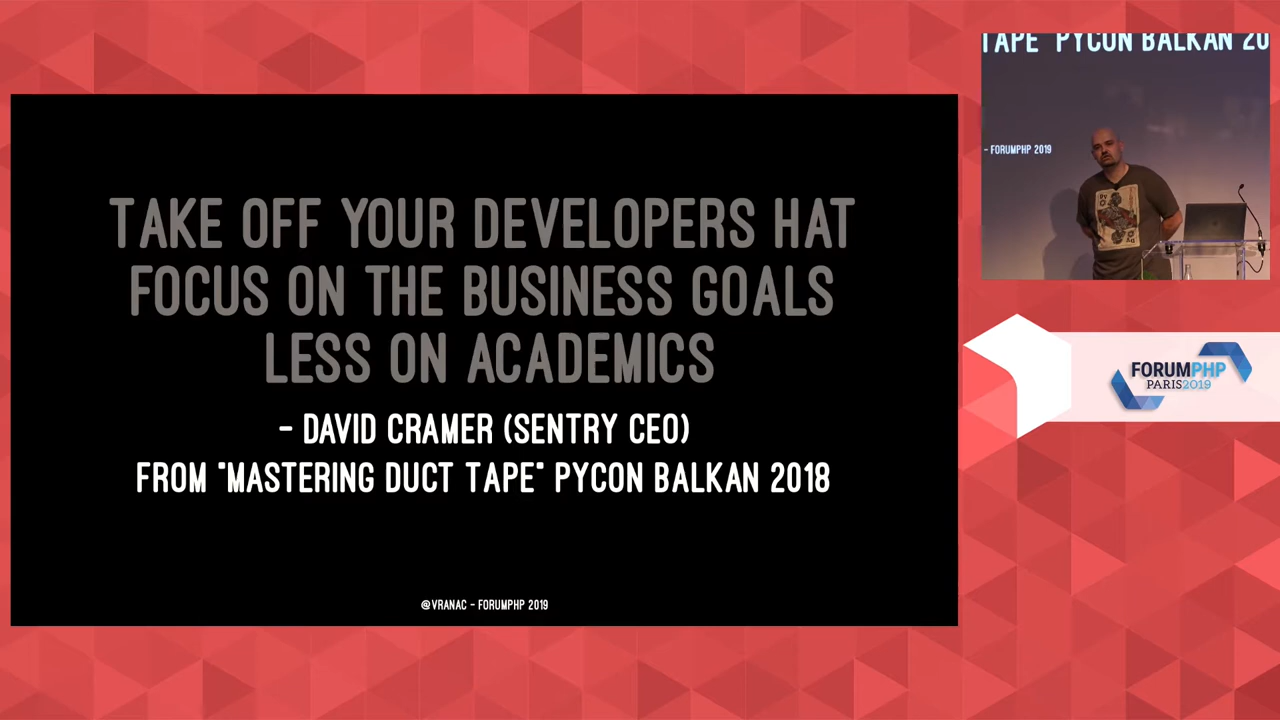 TAKE OFF YOUR DEVELOPERS HAT
FOCUS ON THE BUSINESS GOALS
LESS ON ACADEMICS
- DAVID CRAMER (SENTRY CEO)
FROM "MASTERING DUCT TAPE" PYCON BALKAN 2018
@VRANAC - FORUMPHP 2019
TAPE" PYCON BALKAN 20
- FORUMPHP 2019
FORUMPHP
PARIS2019